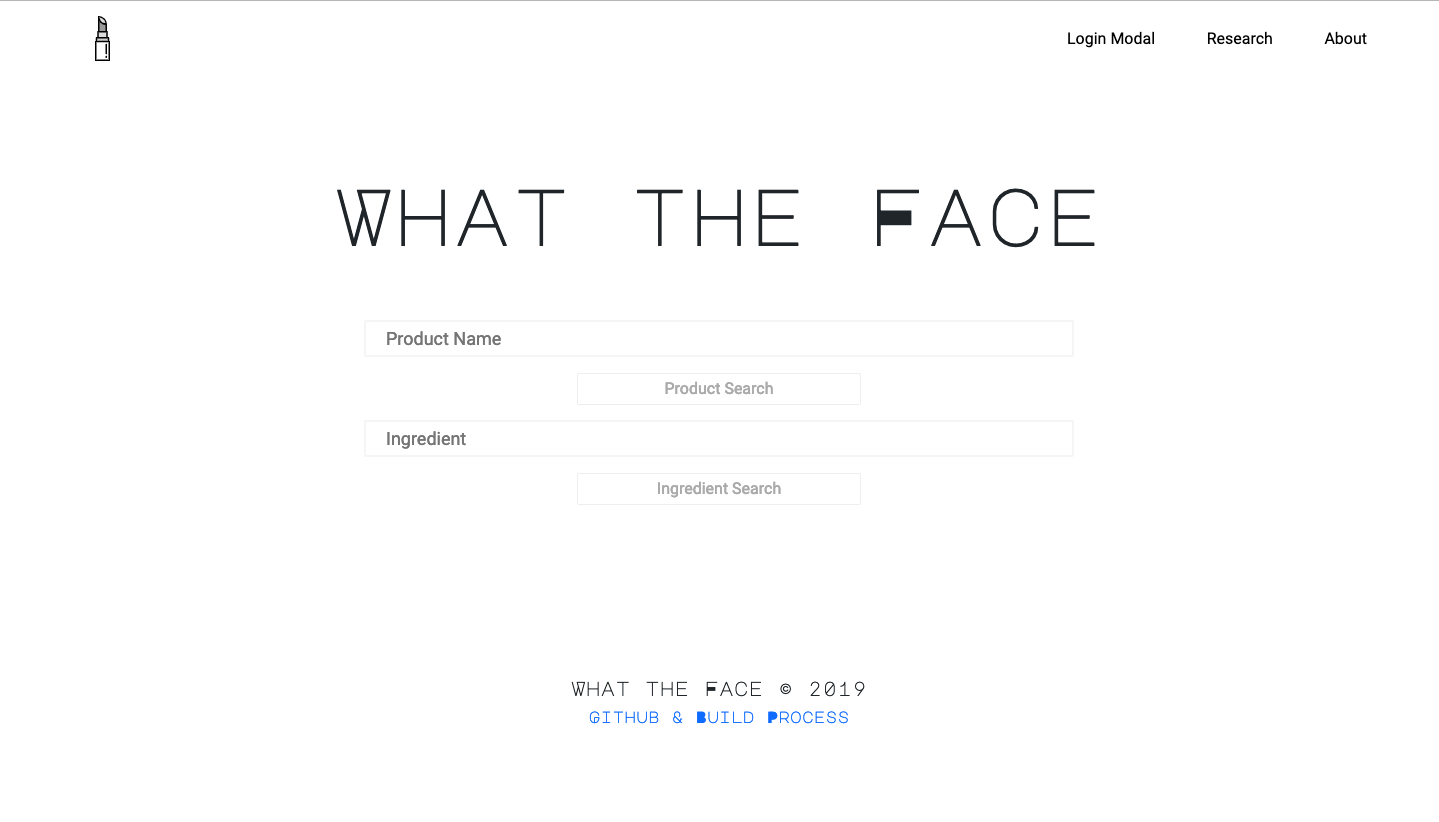 Login Modal Research About
WHAT THE FACE
Product Name
Product Search
Ingredient
Ingredient Search
WHAT THE FACE © 2019
GITHUB & BUILD PROCESS